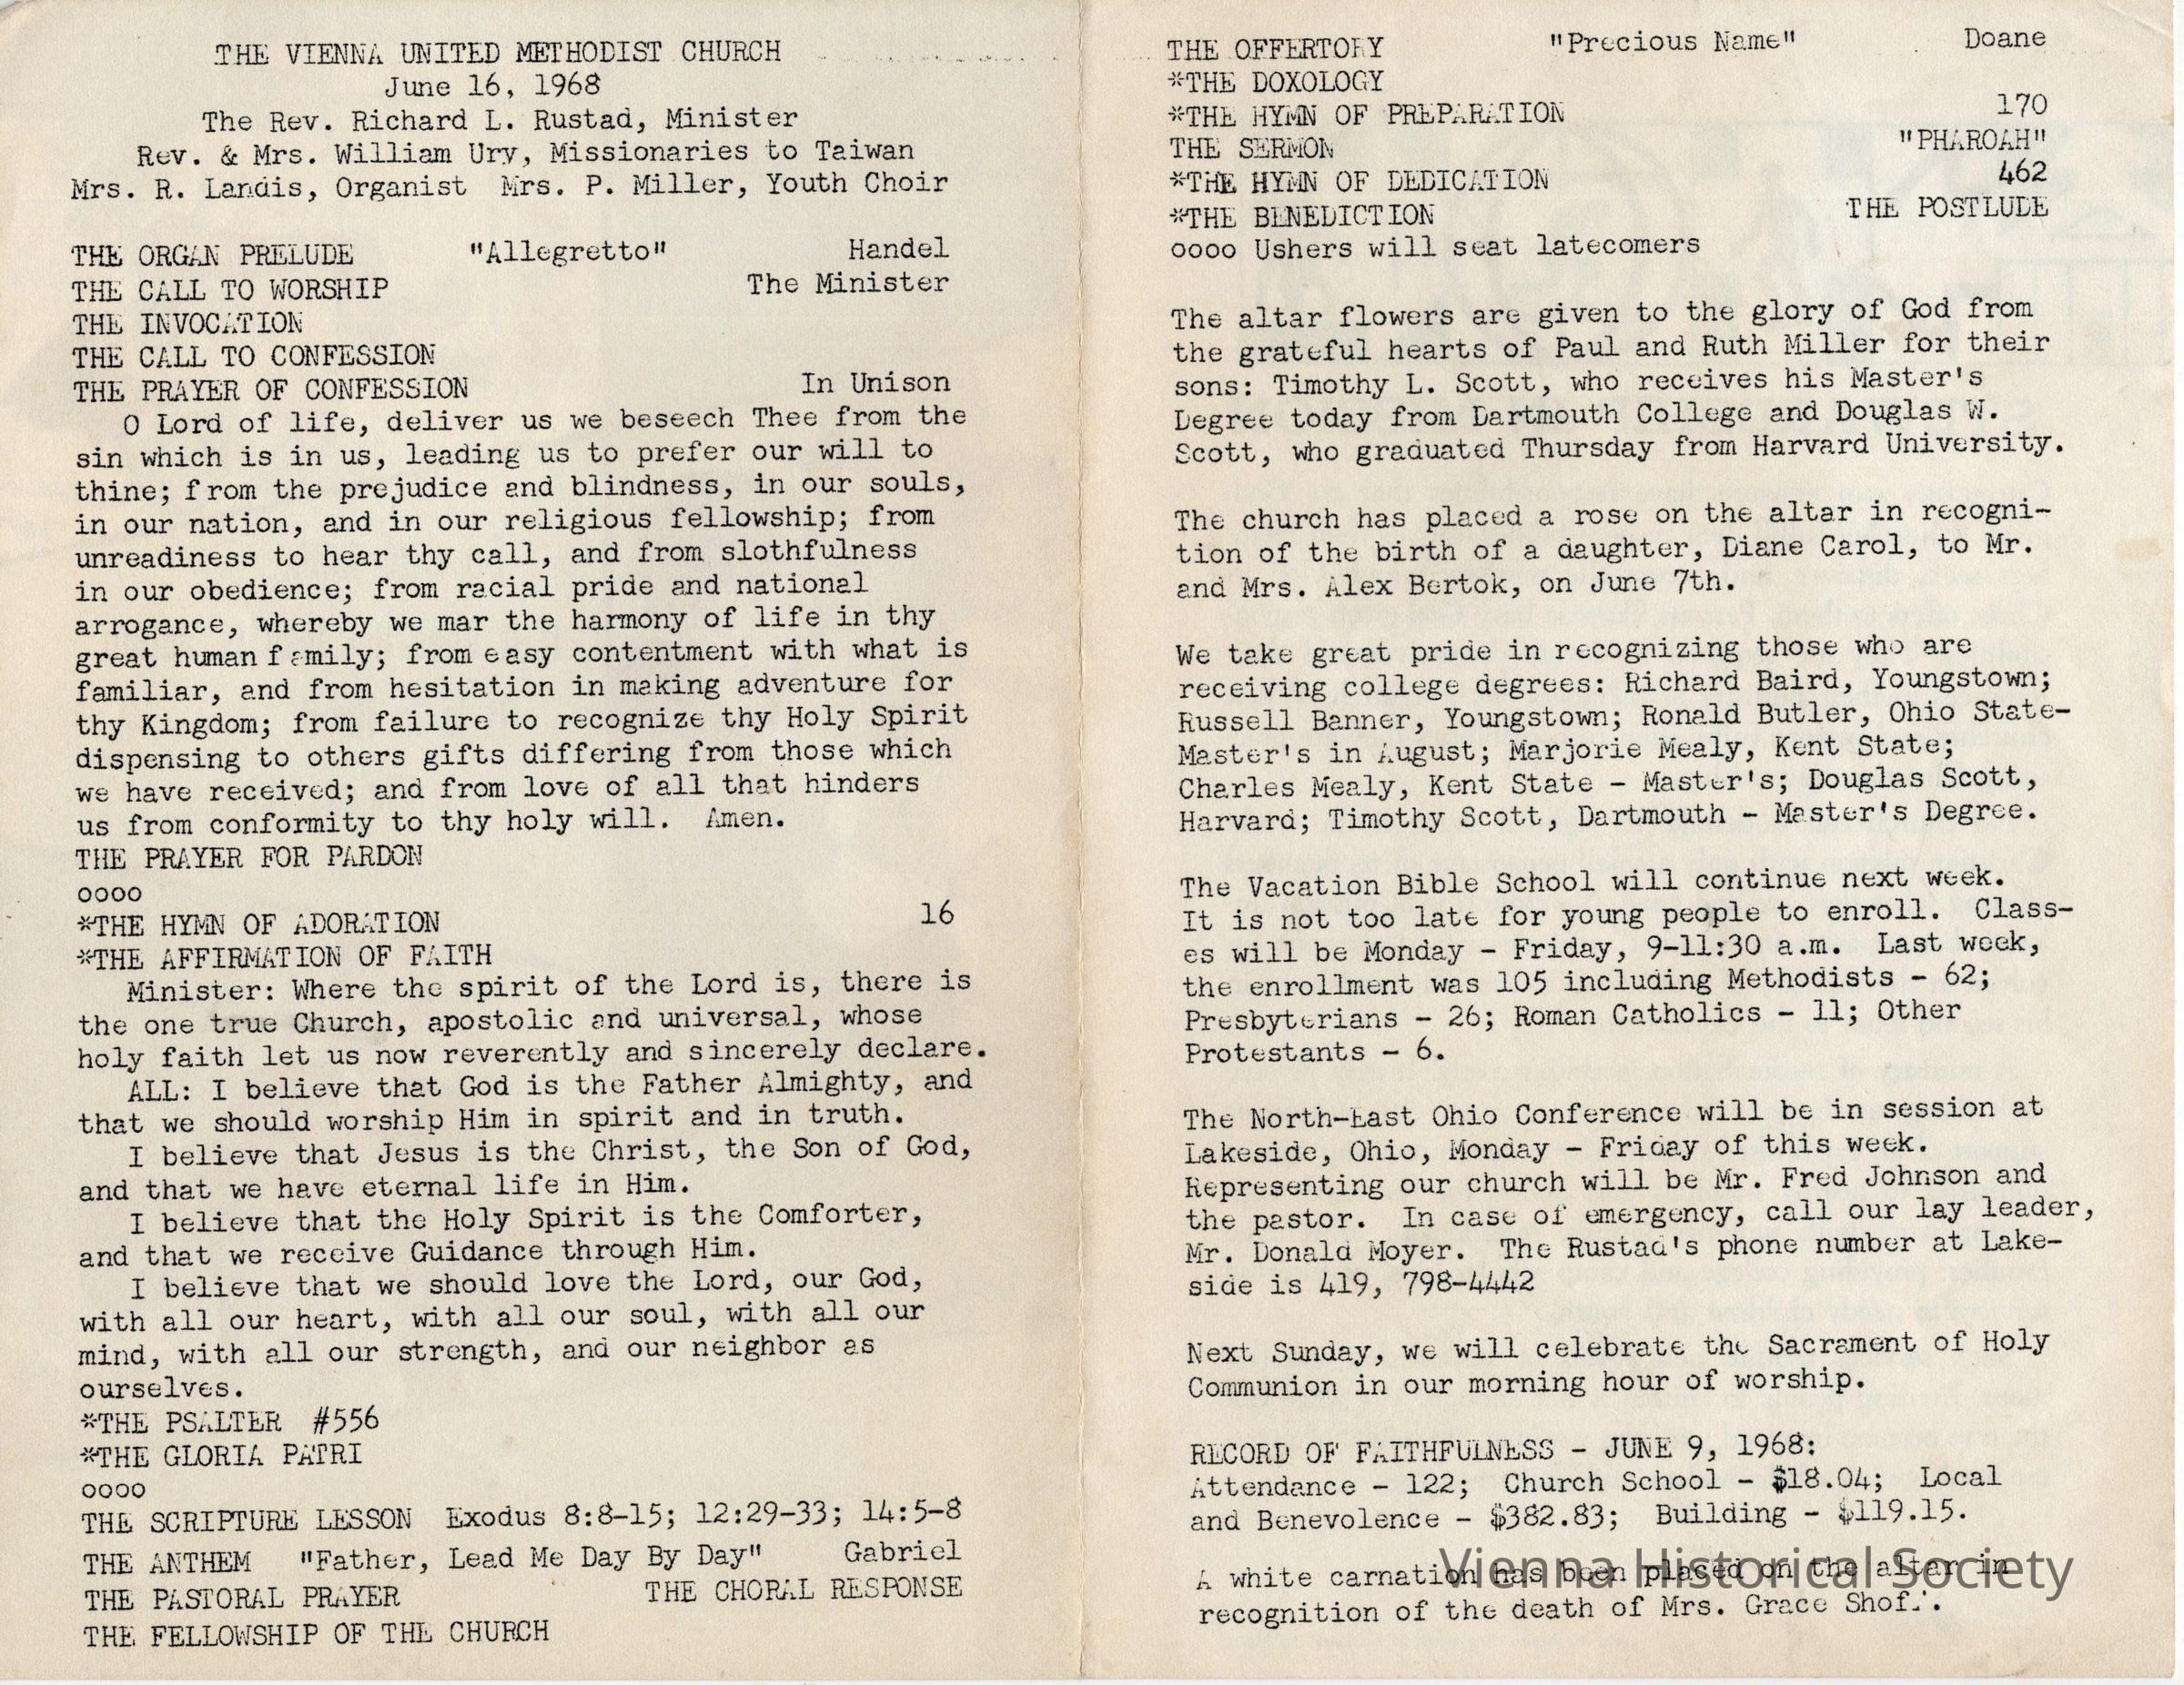 THE VIENNA UNITED METHODIST CHURCH
June 16, 1968
The Rev. Richard L. Rustad, Minister
Rev. & Mrs. William Ury, Missionaries to Taiwan
Mrs. R. Landis, Organist  Mrs. P. Miller, Youth Choir
THE ORGAN PRELUDE "Allegretto" Handel
THE CALL TO WORSHIP The Minister
THE INVOCATION
THE CALL TO CONFESSION
THE PRAYER OF CONFESSION In Unison
O Lord of life, deliver us we beseech Thee from the
sin which is in us, leading us to prefer our will to
thine; from the prejudice and blindness, in our souls,
in our nation, and in our religious fellowship; from
unreadiness to hear thy call, and from slothfulness
in our obedience; from racial pride and national
arrogance, whereby we mar the harmony of life in thy
great human family; from easy contentment with what is
familiar, and from hesitation in making adventure for
thy Kingdom; from failure to recognize thy Holy Spirit
dispensing to others gifts differing from those which
we have received; and from love of all that hinders
us from conformity to thy holy will.  Amen.
THE PRAYER FOR PARDON
oooo
*THE HYMN OF ADORATION 16
*THE AFFIRMATION OF FAITH
Minister: Where the spirit of the Lord is, there is
the one true Church, apostolic and universal, whose
holy faith let us now reverently and sincerely declare.
ALL: I believe that God is the Father Almighty, and
that we should worship Him in spirit and in truth.
I believe that Jesus is the Christ, the Son of God,
and that we have eternal life in Him.
I believe that the Holy Spirit is the Comforter,
and that we receive Guidance through Him.
I believe that we should love the Lord, our God,
with all our heart, with all our soul, with all our
mind, with all our strength, and our neighbor as
ourselves.
*THE PSALTER  #556
*THE GLORIA PATRI
oooo
THE SCRIPTURE LESSON  Exodus 8:8-15; 12:29-33; 14:5-8
THE ANTHEM  "Father, Lead Me Day By Day" Gabriel
THE PASTORAL PRAYER THE CHORAL RESPONSE
THE FELLOWSHIP OF THE CHURCH
THE OFFERTORY "Precious Name" Doane
*THE DOXOLOGY
*THE HYMN OF PREPARATION 170
THE SERMON "PHAROAH"
*THE HYMN OF DEDICATION 462
*THE BENEDICTION THE POSTLUDE
oooo Ushers will seat latecomers
The altar flowers are given to the glory of God from
the grateful hearts of Paul and Ruth Miller for their
sons: Timothy L. Scott, who receives his Master's
Degree today from Dartmouth College and Douglas W.
Scott, who graduated Thursday from Harvard University.
The church has placed a rose on the altar in recogni-
tion of the birth of a daughter, Diane Carol, to Mr.
and Mrs. Alex Bertok, on June 7th.
We take great pride in recognizing those who are
receiving college degrees: Richard Baird, Youngstown;
Russell Banner, Youngstown; Ronald Butler, Ohio State-
Master's in August; Marjorie Mealy, Kent State;
Charles Mealy, Kent State - Master's; Douglas Scott,
Harvard; Timothy Scott, Dartmouth - Master's Degree.
The Vacation Bible School will continue next week.
It is not too late for young people to enroll.  Class-
es will be Monday - Friday, 9-11:30 a.m.  Last week,
the enrollment was 105 including Methodists - 62;
Presbyterians - 26; Roman Catholics - 11; Other
Protestants - 6.
The North-East Ohio Conference will be in session at
Lakeside, Ohio, Monday - Friday of this week.
Representing our church will be Mr. Fred Johnson and
the pastor.  In case of emergency, call our lay leader,
Mr. Donald Moyer.  The Rustad's phone number at Lake-
side is 419, 798-4442
Next Sunday, we will celebrate the Sacrament of Holy
Communion in our morning hour of worship.
RECORD OF FAITHFULNESS - JUNE 9, 1968:
Attendance - 122;  Church School - $18.04;  Local
and Benevolence - $382.83;  Building - $119.15.
A white carnation has been placed on the altar in
recognition of the death of Mrs. Grace
Vienna Historical Society